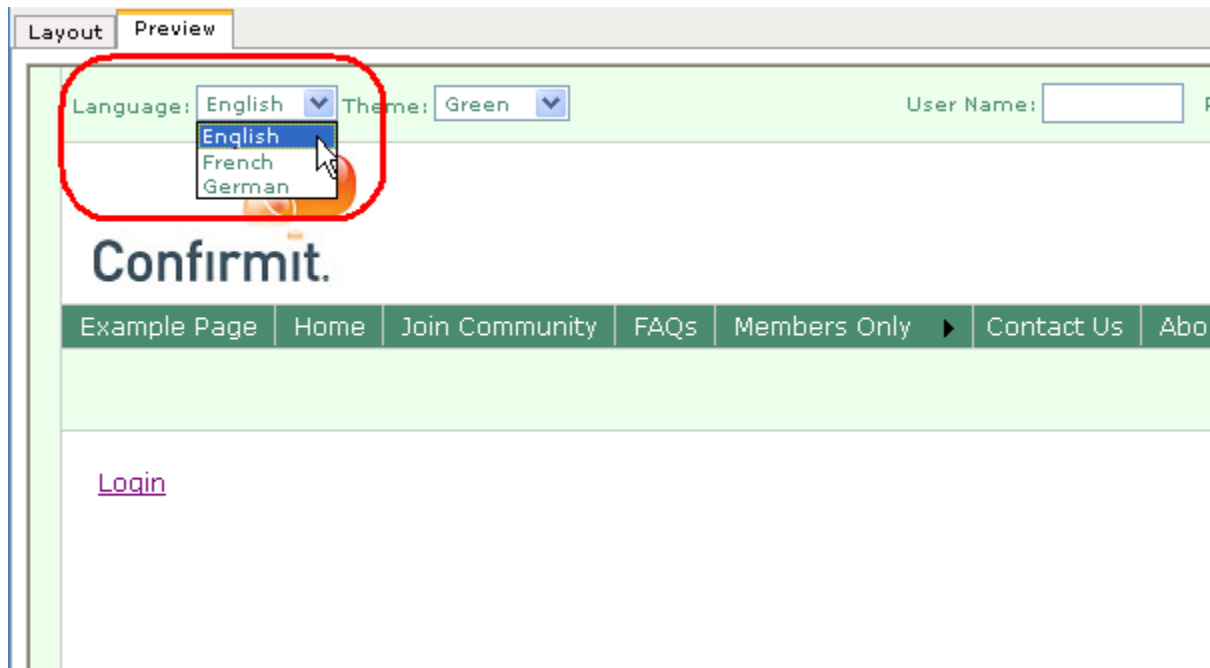 Layout Preview
Language: English Theme: Green User Name:
English
French
German
Confirmit.
Example Page Home Join Community FAQs Members Only Contact Us
Login